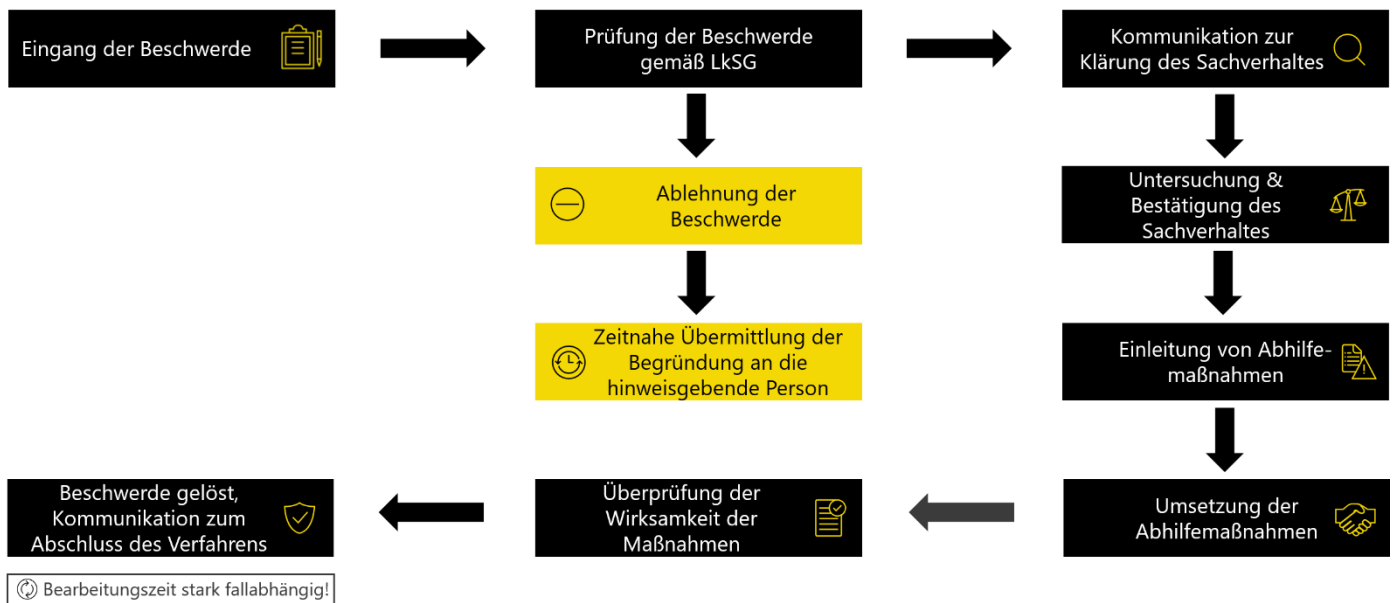 Eingang der Beschwerde
Prüfung der Beschwerde
gemäß LkSG
Kommunikation zur
Klärung des Sachverhaltes
Ablehnung der
Beschwerde
Untersuchung &
Bestätigung des
Sachverhaltes
Zeitnahe Übermittlung der
Begründung an die
hinweisgebende Person
Einleitung von Abhilfe-
maßnahmen
Beschwerde gelöst,
Kommunikation zum
Abschluss des Verfahrens
Überprüfung der
Wirksamkeit der
Maßnahmen
Umsetzung der
Abhilfemaßnahmen
Bearbeitungszeit stark fallabhängig!